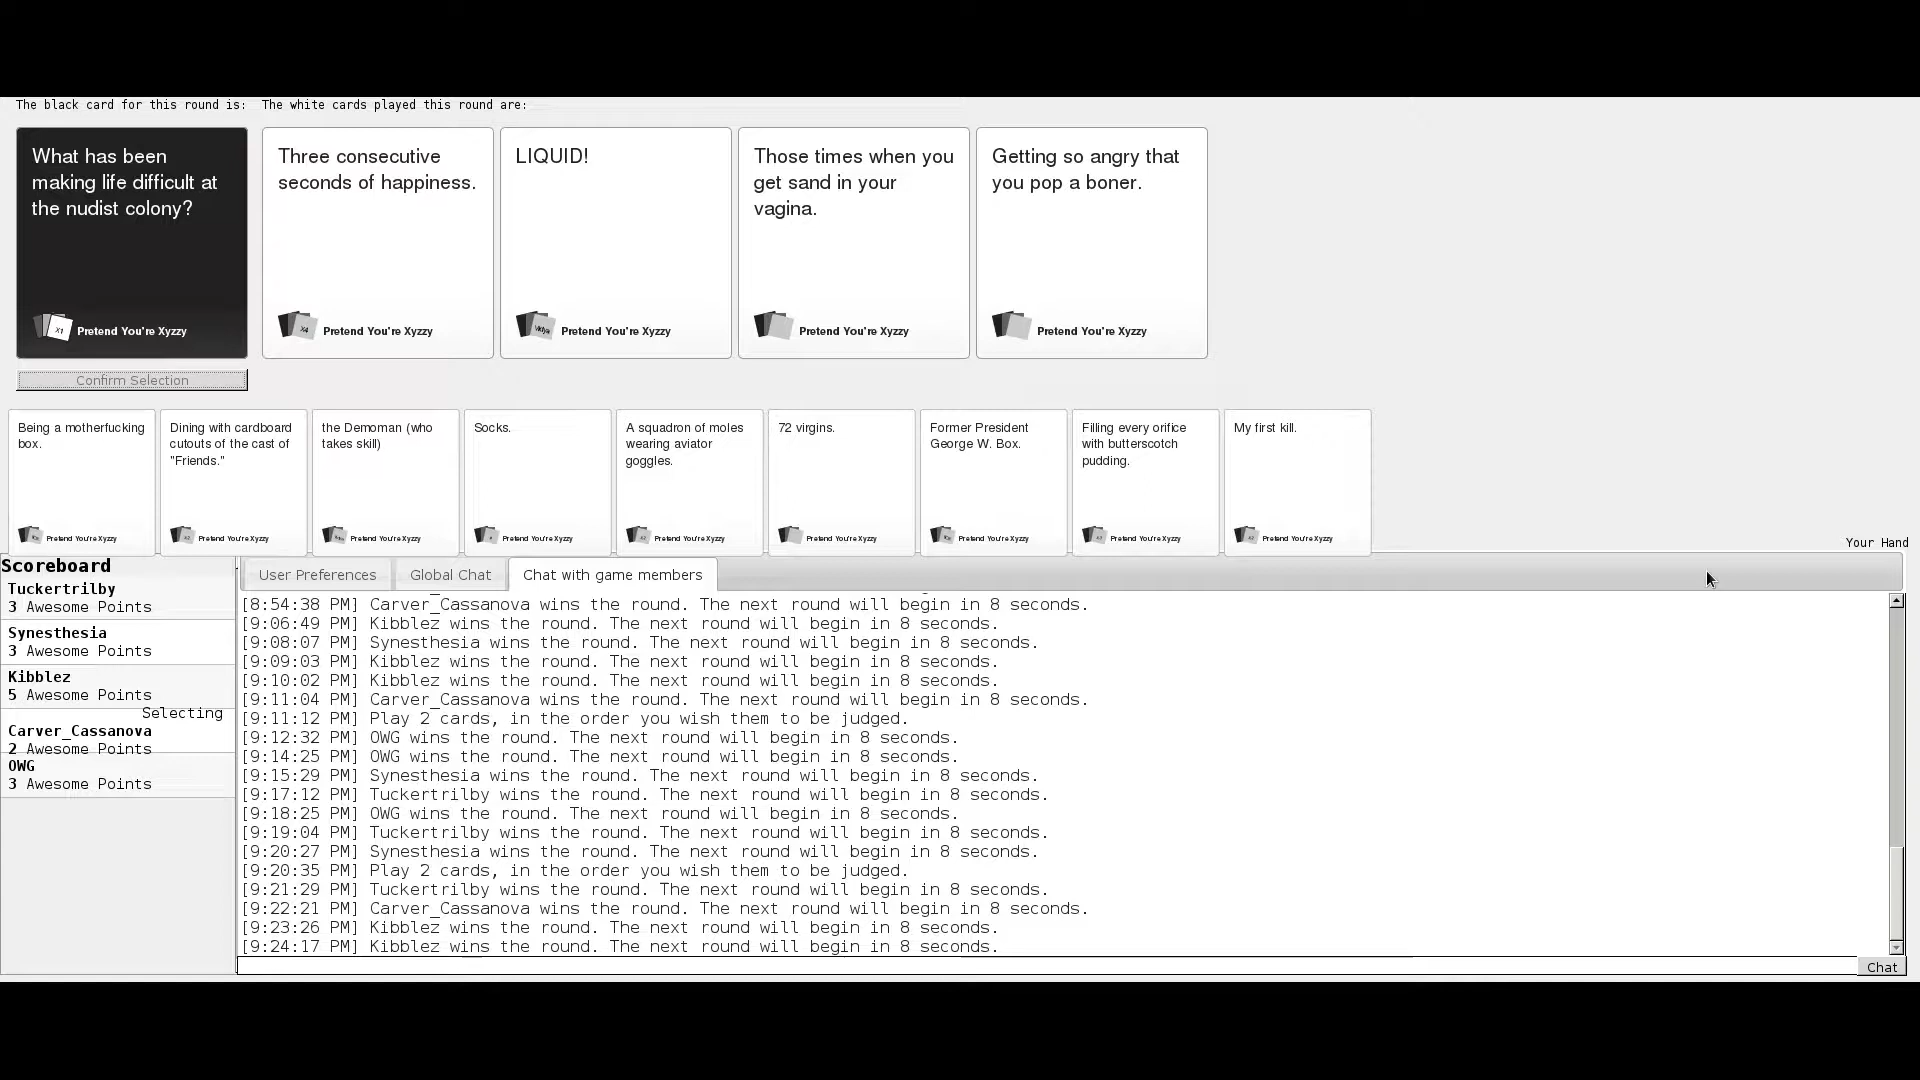 The black card for this round is: The white cards played this round are:
What has been
making life difficult at
the nudist colony?
X1 Pretend You're Xyzzy
Three consecutive
seconds of happiness.
X4 Pretend You're Xyzzy
LIQUID!
Vidya Pretend You're Xyzzy
Those times when you
get sand in your
vagina.
Pretend You're Xyzzy
Getting so angry that
you pop a boner.
Pretend You're Xyzzy
Confirm Selection
Being a motherfucking
box.
Pretend You're Xyzzy
Dining with cardboard
cutouts of the cast of
"Friends."
Pretend You're Xyzzy
the Demoman (who
takes skill)
Pretend You're Xyzzy
Socks.
Pretend You're Xyzzy
A squadron of moles
wearing aviator
goggles.
Pretend You're Xyzzy
72 virgins.
Pretend You're Xyzzy
Former President
George W. Box.
Pretend You're Xyzzy
Filling every orifice
with butterscotch
pudding.
Pretend You're Xyzzy
My first kill.
Pretend You're Xyzzy
Your Hand
Scoreboard
Tuckertrilby
3 Awesome Points
Synesthesia
3 Awesome Points
Kibblez
5 Awesome Points
Selecting
Carver_Cassanova
2 Awesome Points
OWG
3 Awesome Points
User Preferences
Global Chat
Chat with game members
[8:54:38 PM] Carver_Cassanova wins the round. The next round will begin in 8 seconds.
[9:06:49 PM] Kibblez wins the round. The next round will begin in 8 seconds.
[9:08:07 PM] Synesthesia wins the round. The next round will begin in 8 seconds.
[9:09:03 PM] Kibblez wins the round. The next round will begin in 8 seconds.
[9:10:02 PM] Kibblez wins the round. The next round will begin in 8 seconds.
[9:11:04 PM] Carver_Cassanova wins the round. The next round will begin in 8 seconds.
[9:11:12 PM] Play 2 cards, in the order you wish them to be judged.
[9:12:32 PM] OWG wins the round. The next round will begin in 8 seconds.
[9:14:25 PM] OWG wins the round. The next round will begin in 8 seconds.
[9:15:29 PM] Synesthesia wins the round. The next round will begin in 8 seconds.
[9:17:12 PM] Tuckertrilby wins the round. The next round will begin in 8 seconds.
[9:18:25 PM] OWG wins the round. The next round will begin in 8 seconds.
[9:19:04 PM] Tuckertrilby wins the round. The next round will begin in 8 seconds.
[9:20:27 PM] Synesthesia wins the round. The next round will begin in 8 seconds.
[9:20:35 PM] Play 2 cards, in the order you wish them to be judged.
[9:21:29 PM] Tuckertrilby wins the round. The next round will begin in 8 seconds.
[9:22:21 PM] Carver_Cassanova wins the round. The next round will begin in 8 seconds.
[9:23:26 PM] Kibblez wins the round. The next round will begin in 8 seconds.
[9:24:17 PM] Kibblez wins the round. The next round will begin in 8 seconds.
Chat